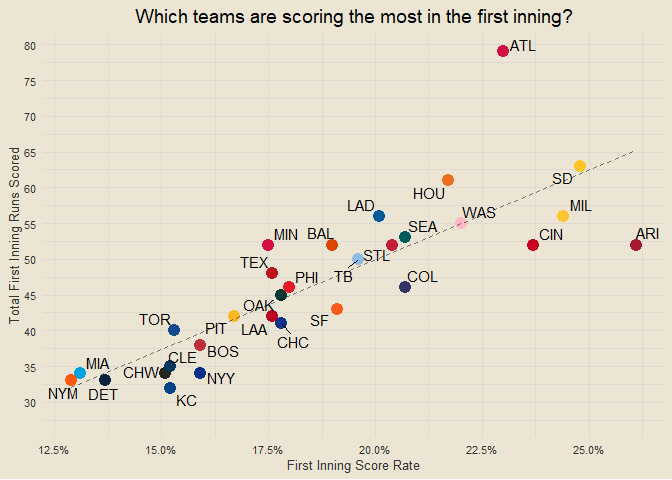 Which teams are scoring the most in the first inning?
Total First Inning Runs Scored
80
75
70
65
60
55
50
45
40
35
30
ATL
SD
HOU
MIL
LAD
WAS
SEA
MIN
BAL
CIN
ARI
STL
TEX
TB
PHI
COL
OAK
SF
TOR
PIT
LAA
CHC
BOS
CLE
MIA
CHW
NYY
NYM
DET
KC
12.5%
15.0%
17.5%
20.0%
22.5%
25.0%
First Inning Score Rate